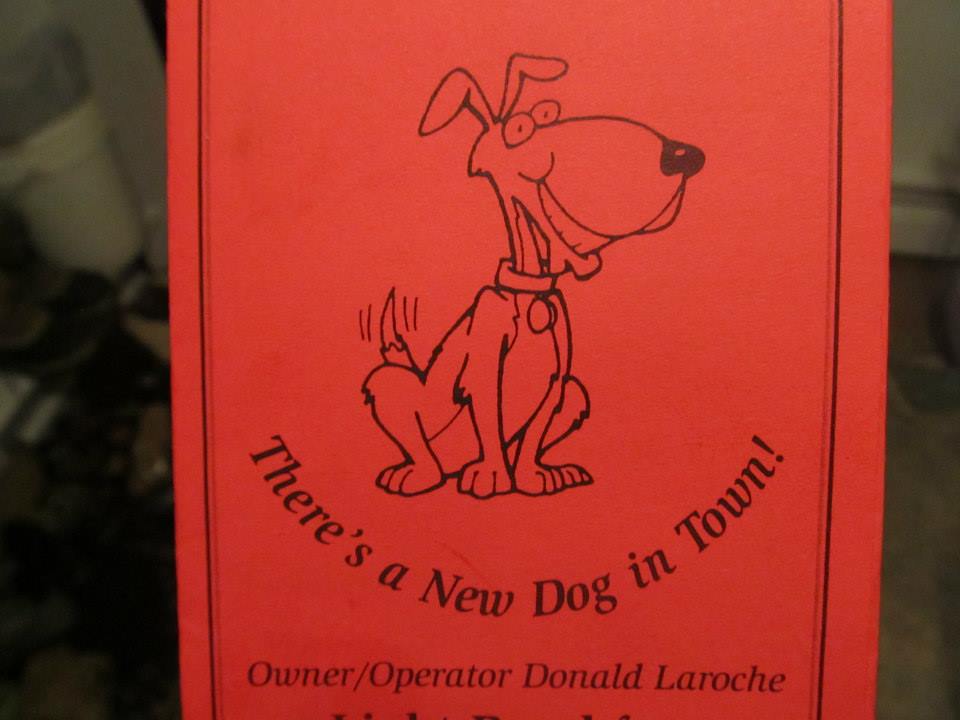 There's a New Dog in Town!
Owner/Operator Donald Laroche